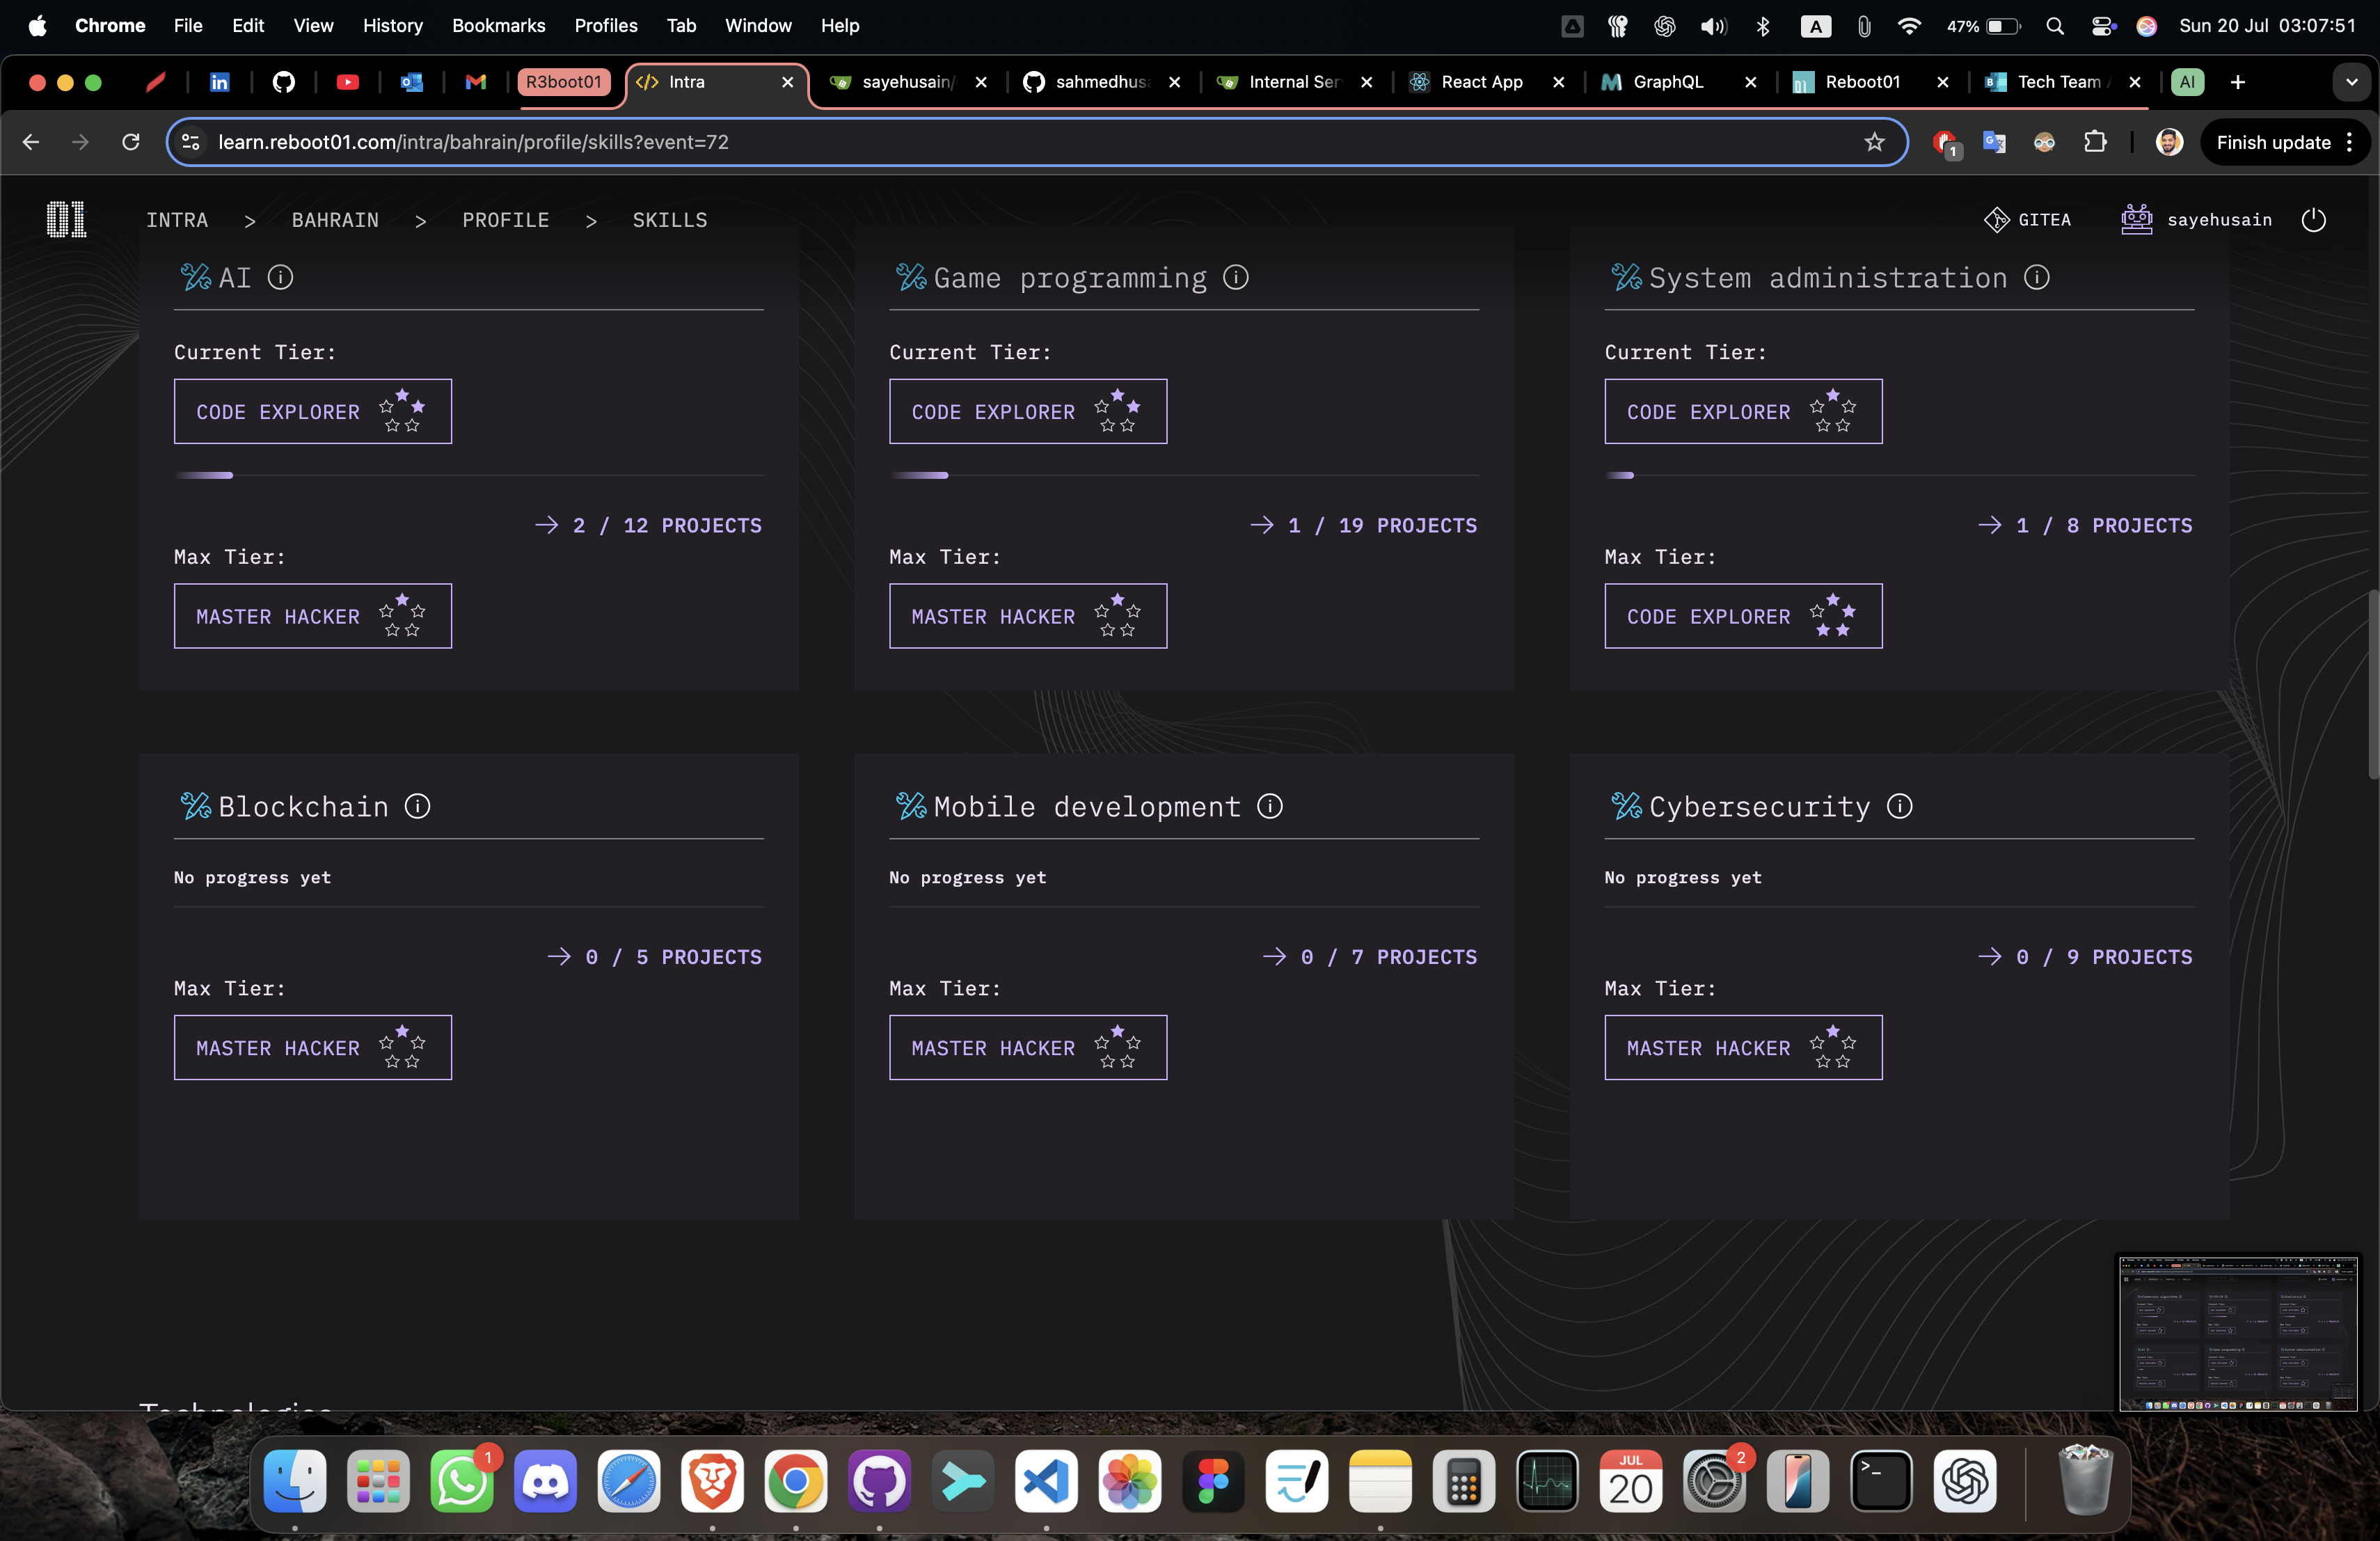 Chrome File Edit View History Bookmarks Profiles Tab Window Help A 47% Sun 20 Jul 03:07:51
R3boot01 Intra sayehusain/ sahmedhusa Internal Ser React App GraphQL Reboot01 Tech Team AI
learn.reboot01.com/intra/bahrain/profile/skills?event=72 1 Finish update
01 INTRA > BAHRAIN > PROFILE > SKILLS GITEA sayehusain
AI Game programming System administration
Current Tier: Current Tier: Current Tier:
CODE EXPLORER CODE EXPLORER CODE EXPLORER
→ 2 / 12 PROJECTS → 1 / 19 PROJECTS → 1 / 8 PROJECTS
Max Tier: Max Tier: Max Tier:
MASTER HACKER MASTER HACKER CODE EXPLORER
Blockchain Mobile development Cybersecurity
No progress yet No progress yet No progress yet
→ 0 / 5 PROJECTS → 0 / 7 PROJECTS → 0 / 9 PROJECTS
Max Tier: Max Tier: Max Tier:
MASTER HACKER MASTER HACKER MASTER HACKER
Technologies
1 JUL 20 2